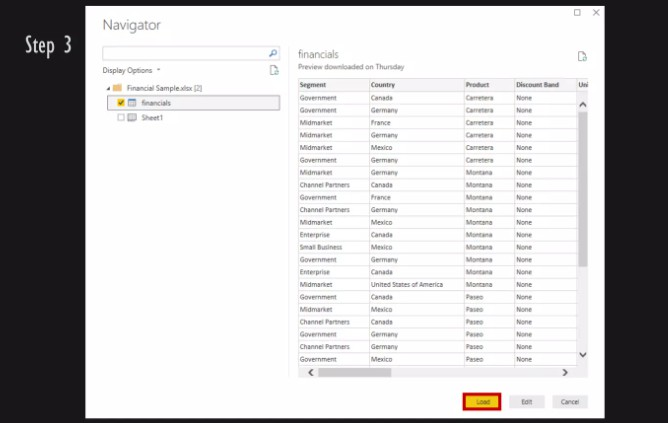 Step 3
Navigator
Display Options
Financial Sample.xlsx [2]
financials
Sheet1
financials
Preview downloaded on Thursday
Segment Country Product Discount Band Uni
Government Canada Carretera None
Government Germany Carretera None
Midmarket France Carretera None
Midmarket Germany Carretera None
Midmarket Mexico Carretera None
Government Germany Carretera None
Midmarket Germany Montana None
Channel Partners Canada Montana None
Government France Montana None
Channel Partners Germany Montana None
Midmarket Mexico Montana None
Enterprise Canada Montana None
Small Business Mexico Montana None
Government Germany Montana None
Enterprise Canada Montana None
Midmarket United States of America Montana None
Government Canada Paseo None
Midmarket Mexico Paseo None
Channel Partners Canada Paseo None
Government Germany Paseo None
Channel Partners Germany Paseo None
Government Mexico Paseo None
Load Edit Cancel